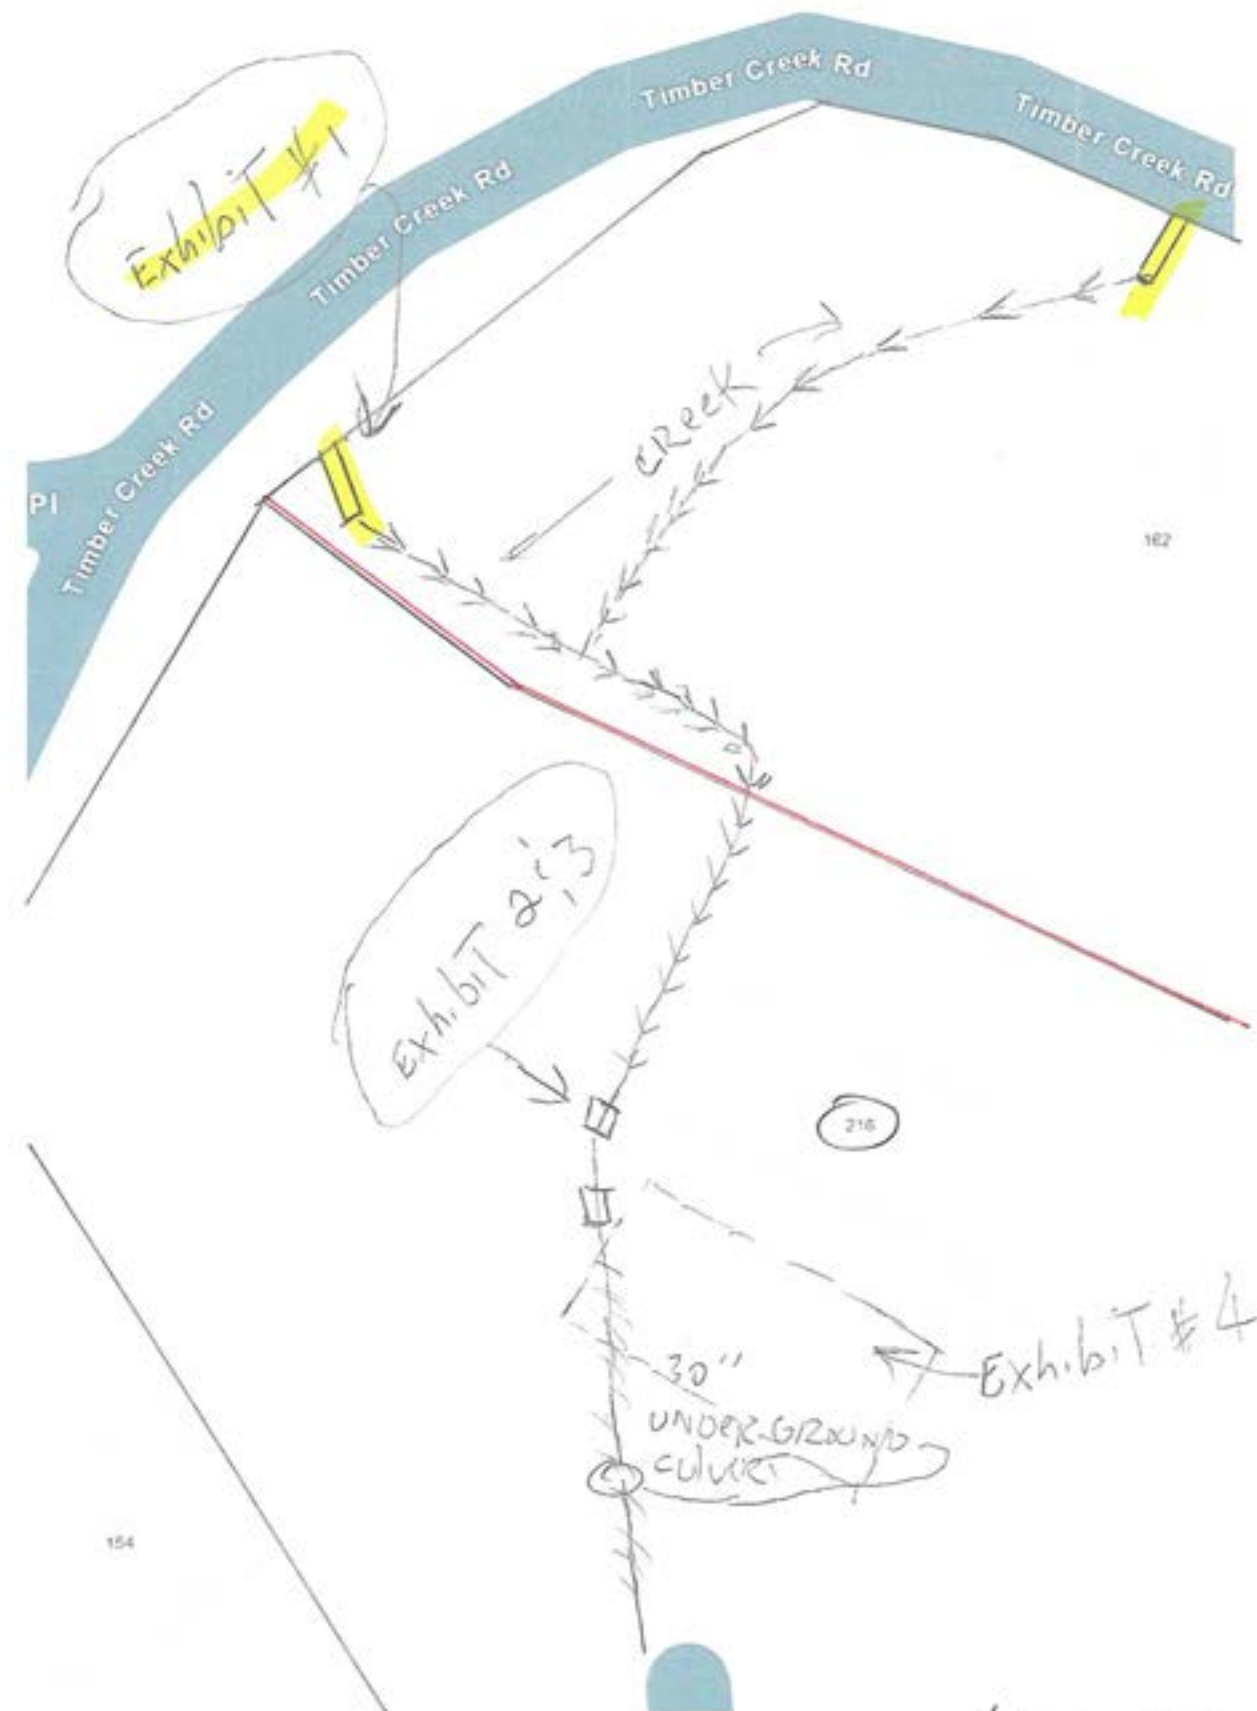 Timber Creek Rd
Timber Creek Rd
Timber Creek Rd
Exhibit #1
Timber Creek Rd
Timber Creek Rd
Pl
CReek
162
Exhibit 2;3
216
Exhibit #4
30"
UNDERGROUND
CUlVERT
154